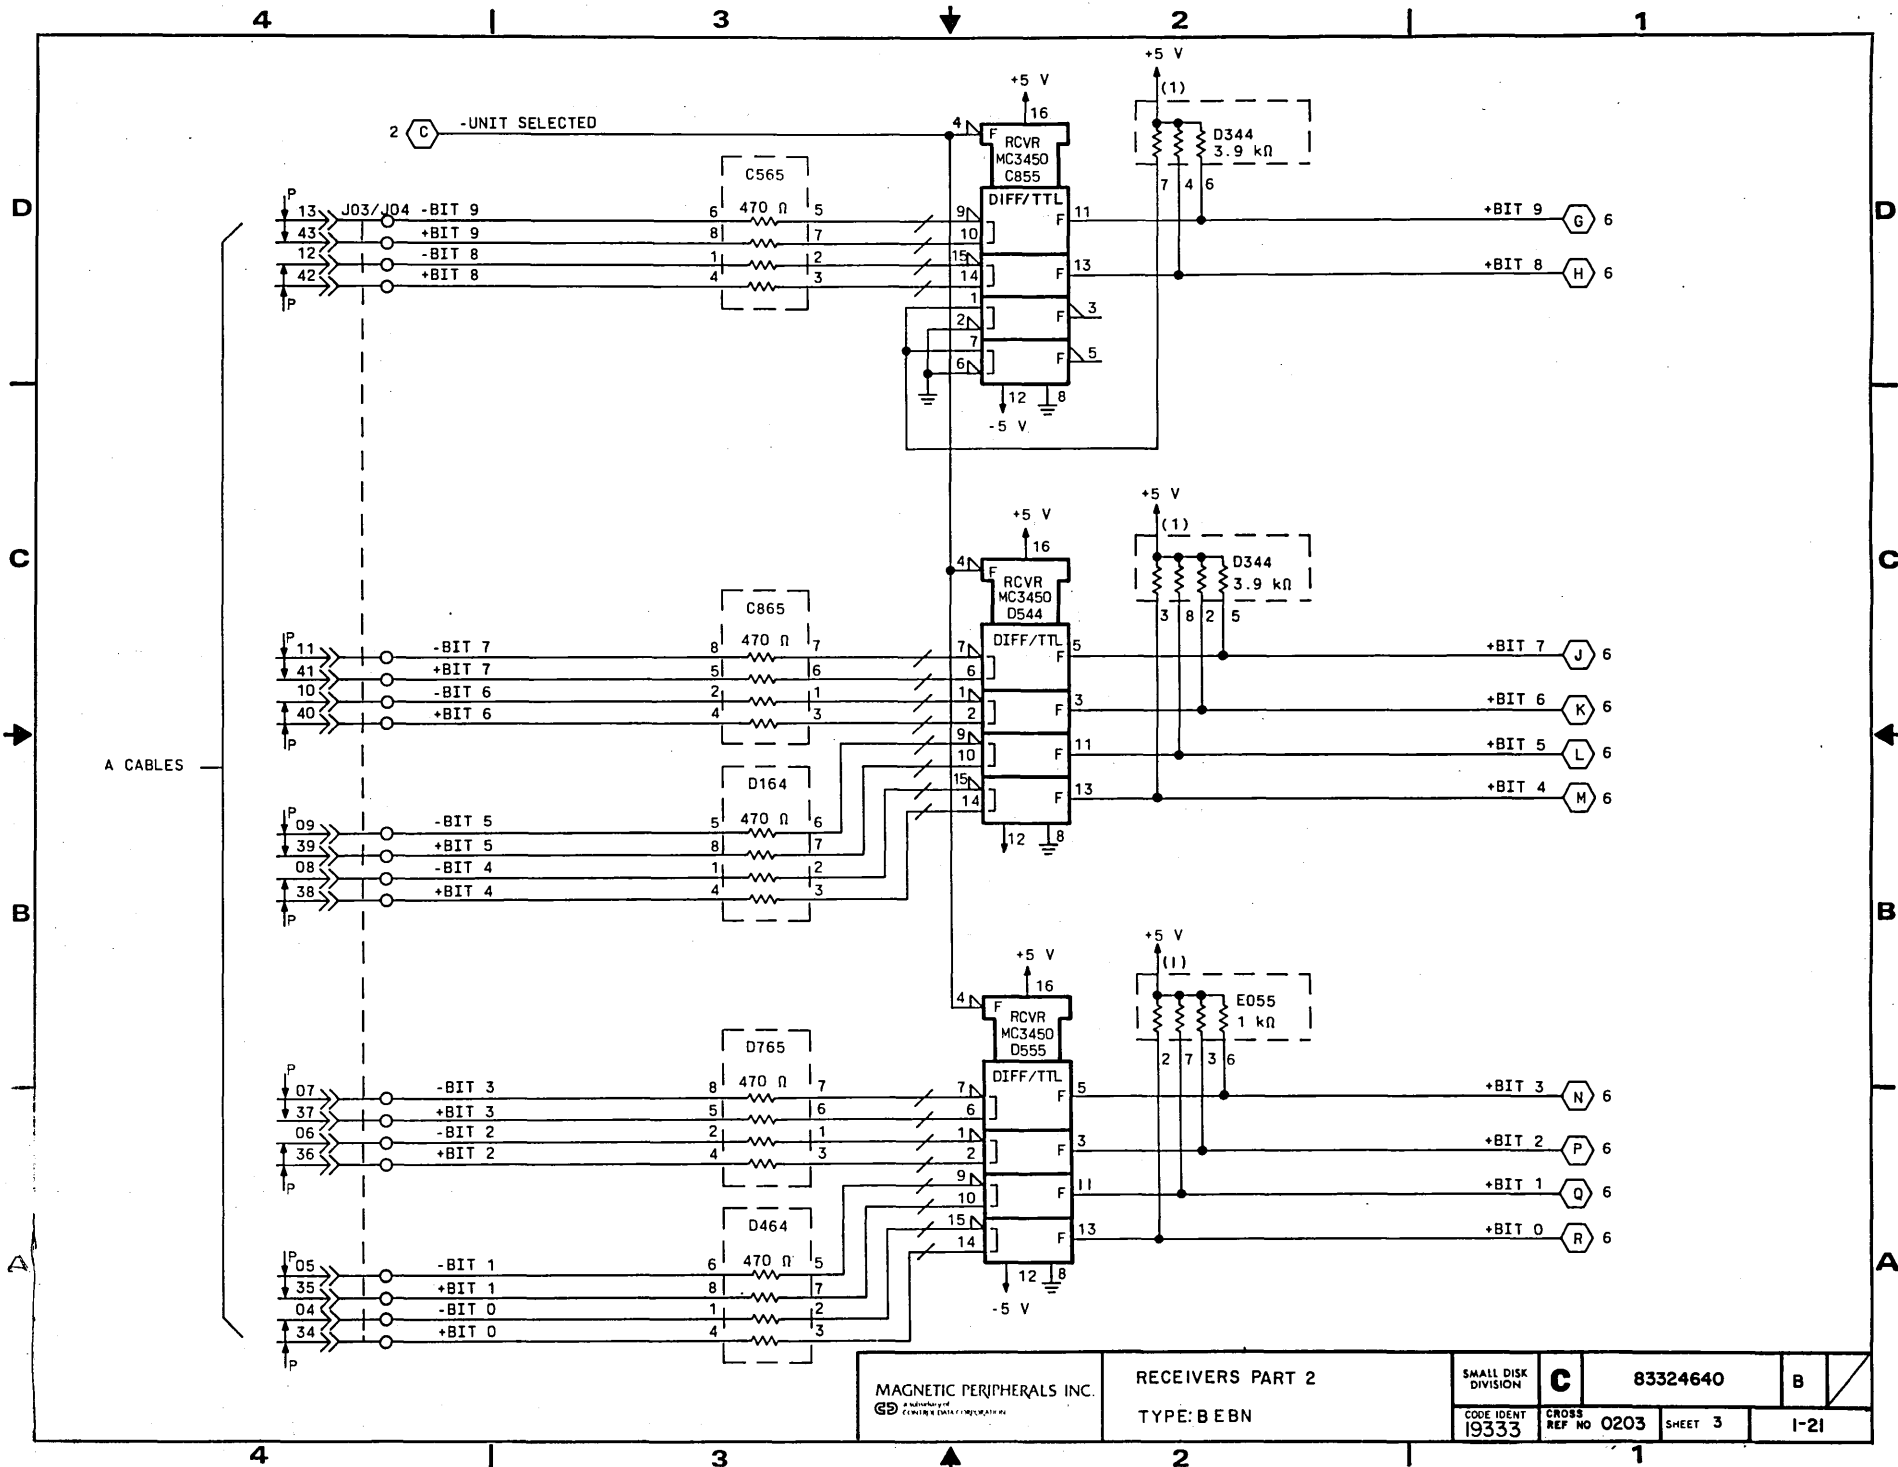 4 3 2 1
+5 V
(1)
+5 V
16
2 C -UNIT SELECTED
4 F
RCVR
MC3450
C855
D344
3.9 kΩ
7 4 6
C565
470 Ω
DIFF/TTL
D D
P
13 J03/J04 -BIT 9 6 5 9 F 11 +BIT 9 G 6
43 +BIT 9 8 7 10
12 -BIT 8 1 2 15 F 13 +BIT 8 H 6
42 +BIT 8 4 3 14
P
1 F 3
2
7 F 5
6
12 8
-5 V
+5 V
(1)
+5 V
16
C C
4 F
RCVR
MC3450
D544
D344
3.9 kΩ
3 8 2 5
C865
470 Ω
DIFF/TTL
P
11 -BIT 7 8 7 7 F 5 +BIT 7 J 6
41 +BIT 7 5 6 6
10 -BIT 6 2 1 1 F 3 +BIT 6 K 6
40 +BIT 6 4 3 2
P
9 F 11 +BIT 5 L 6
10
15 F 13 +BIT 4 M 6
14
A CABLES
D164
470 Ω
12 8
P
09 -BIT 5 5 6
39 +BIT 5 8 7
08 -BIT 4 1 2
38 +BIT 4 4 3
P
B B
+5 V
(1)
+5 V
16
4 F
RCVR
MC3450
D555
E055
1 kΩ
2 7 3 6
D765
470 Ω
DIFF/TTL
P
07 -BIT 3 8 7 7 F 5 +BIT 3 N 6
37 +BIT 3 5 6 6
06 -BIT 2 2 1 1 F 3 +BIT 2 P 6
36 +BIT 2 4 3 2
P
9 F 11 +BIT 1 Q 6
10
15 F 13 +BIT 0 R 6
14
D464
470 Ω
12 8
-5 V
A
P
05 -BIT 1 6 5
35 +BIT 1 8 7
04 -BIT 0 1 2
34 +BIT 0 4 3
P
MAGNETIC PERIPHERALS INC.
a subsidiary of
CONTROL DATA CORPORATION
RECEIVERS PART 2
TYPE: B EBN
SMALL DISK
DIVISION
C
83324640
B
CODE IDENT
19333
CROSS
REF NO 0203
SHEET 3
1-21
4 3 2 1